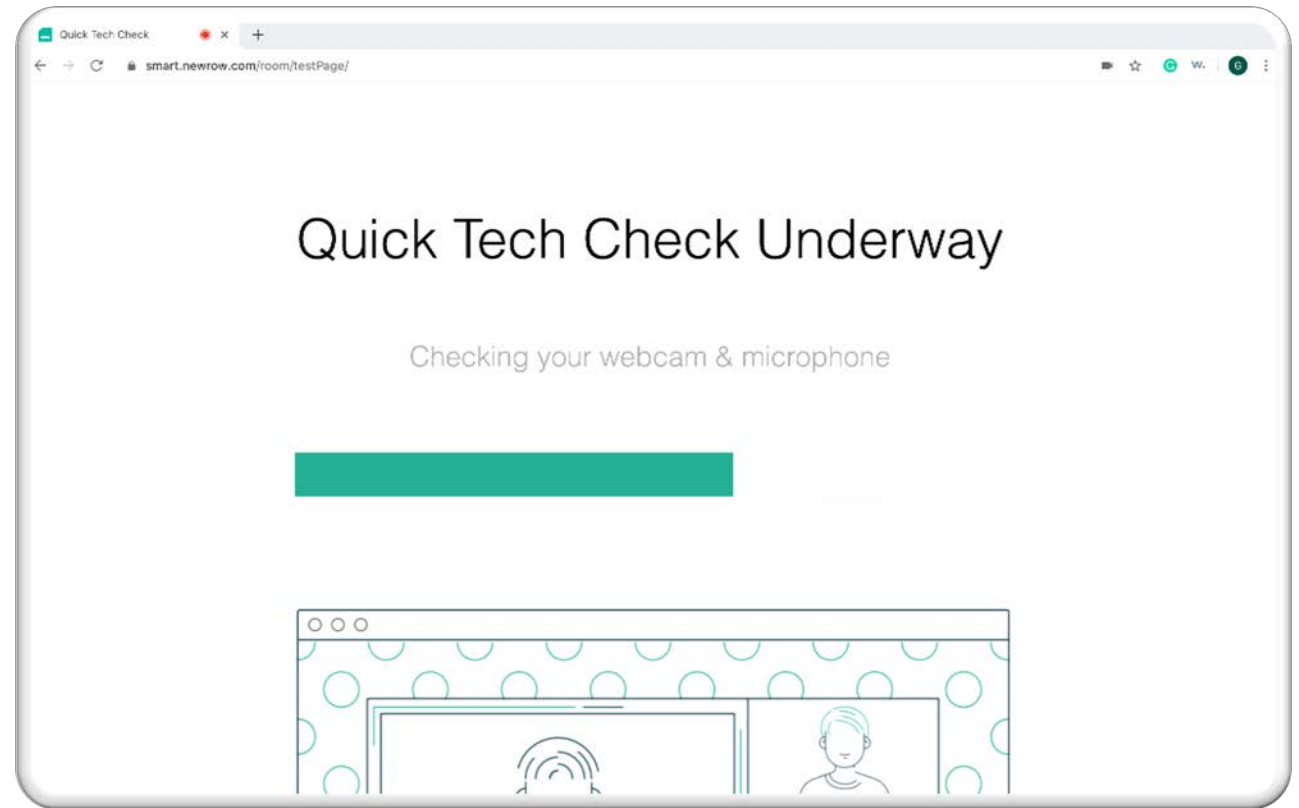 Quick Tech Check
smart.newrow.com/room/testPage/
W.
G
Quick Tech Check Underway
Checking your webcam & microphone